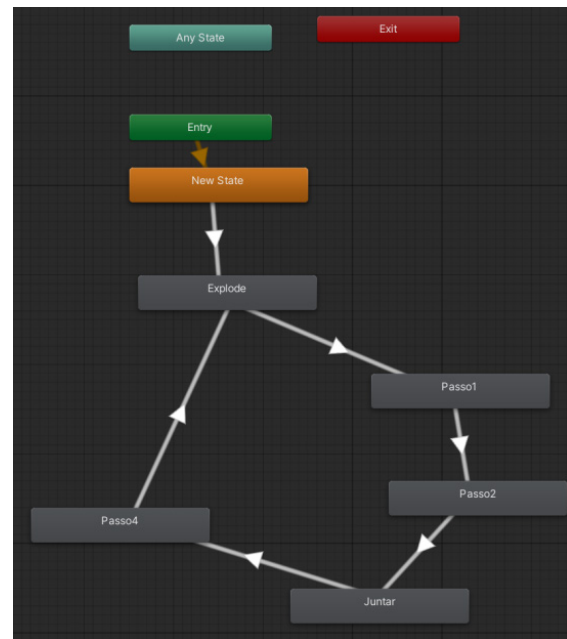 Any State
Exit
Entry
New State
Explode
Passo1
Passo2
Passo4
Juntar